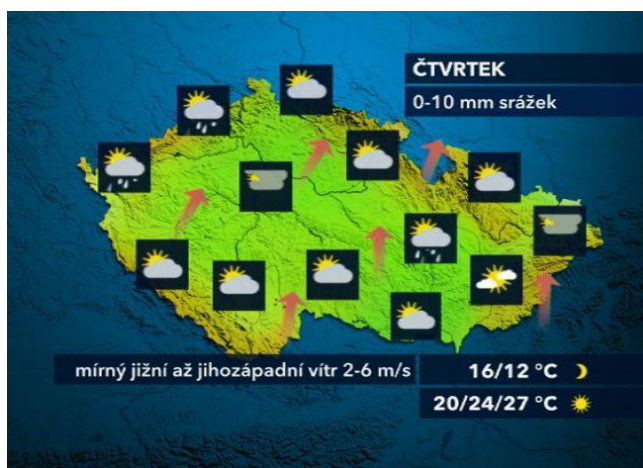 ČTVRTEK
0-10 mm srážek
mírný jižní až jihozápadní vítr 2-6 m/s
16/12 °C
20/24/27 °C